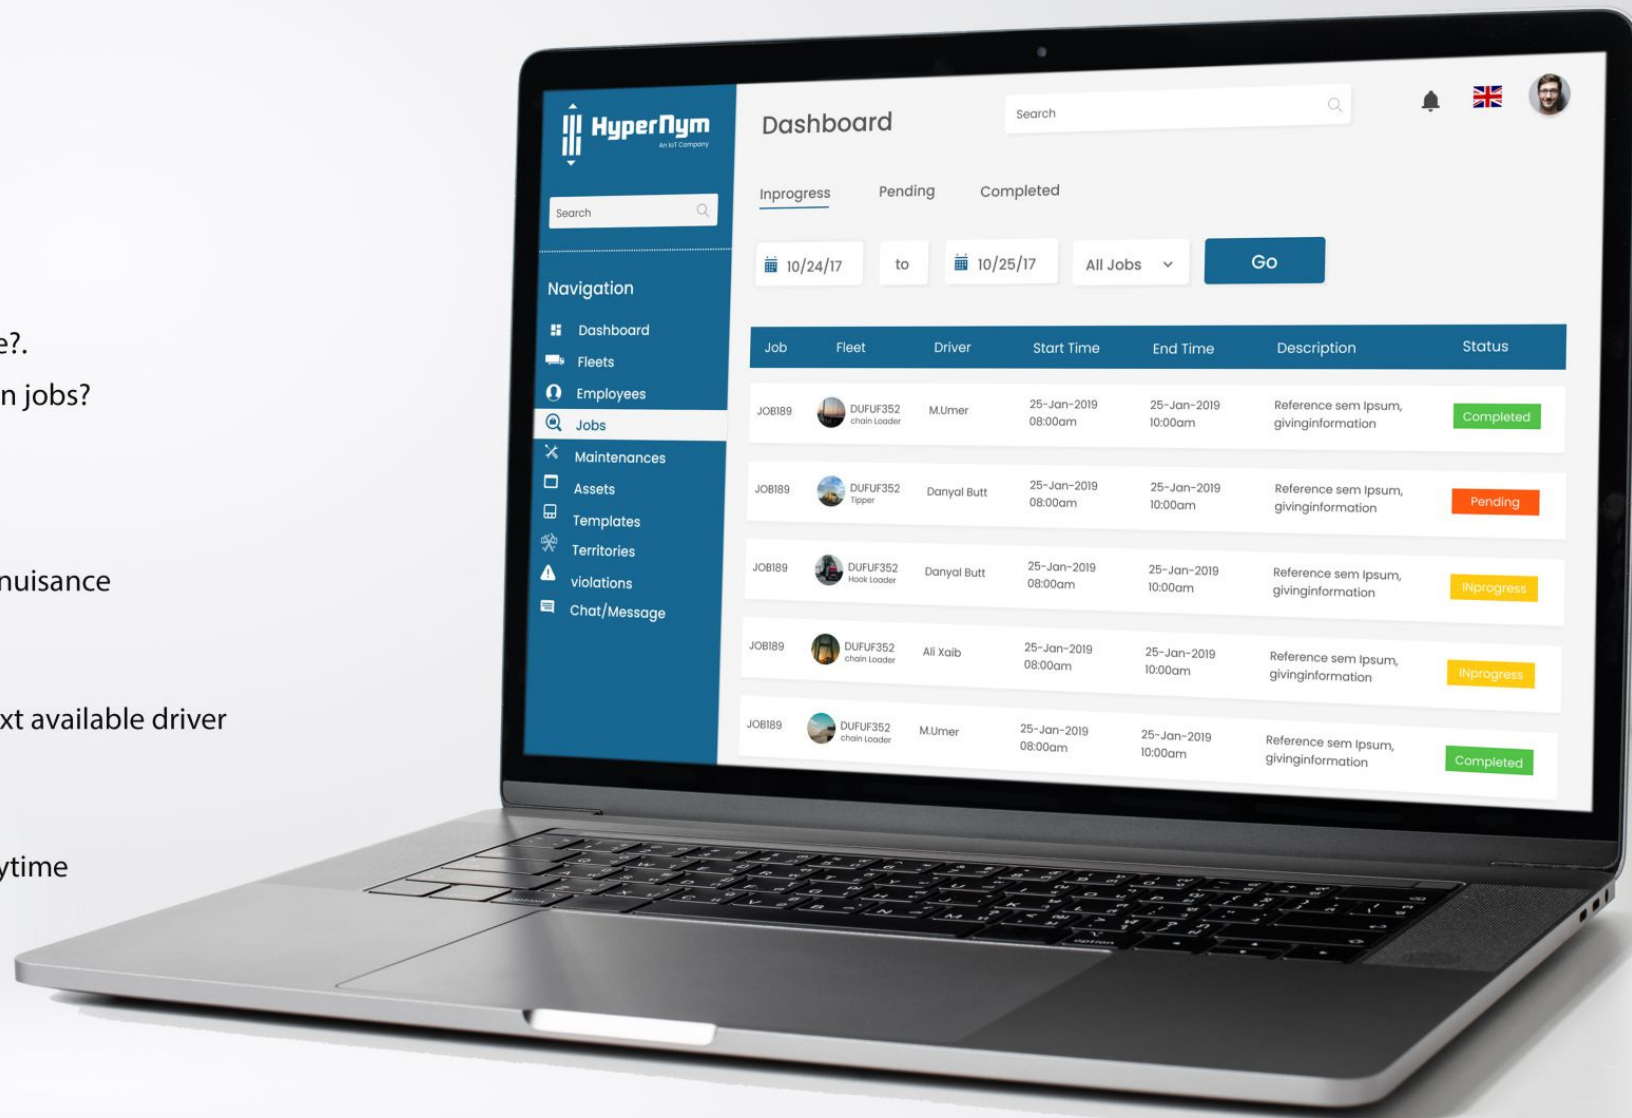 e?.
n jobs?
nuisance
xt available driver
ytime
HyperNym
An IoT Company
Search
Navigation
Dashboard
Fleets
Employees
Jobs
Maintenances
Assets
Templates
Territories
violations
Chat/Message
Dashboard
Search
Inprogress Pending Completed
10/24/17 to 10/25/17 All Jobs Go
Job Fleet Driver Start Time End Time Description Status
JOB189 DUFUF352 M.Umer 25-Jan-2019 25-Jan-2019 Reference sem Ipsum, Completed
chain Loader 08:00am 10:00am givinginformation
JOB189 DUFUF352 Danyal Butt 25-Jan-2019 25-Jan-2019 Reference sem Ipsum, Pending
Tipper 08:00am 10:00am givinginformation
JOB189 DUFUF352 Danyal Butt 25-Jan-2019 25-Jan-2019 Reference sem Ipsum, INprogress
Hook Loader 08:00am 10:00am givinginformation
JOB189 DUFUF352 Ali Xaib 25-Jan-2019 25-Jan-2019 Reference sem Ipsum, INprogress
chain Loader 08:00am 10:00am givinginformation
JOB189 DUFUF352 M.Umer 25-Jan-2019 25-Jan-2019 Reference sem Ipsum, Completed
chain Loader 08:00am 10:00am givinginformation
option
option